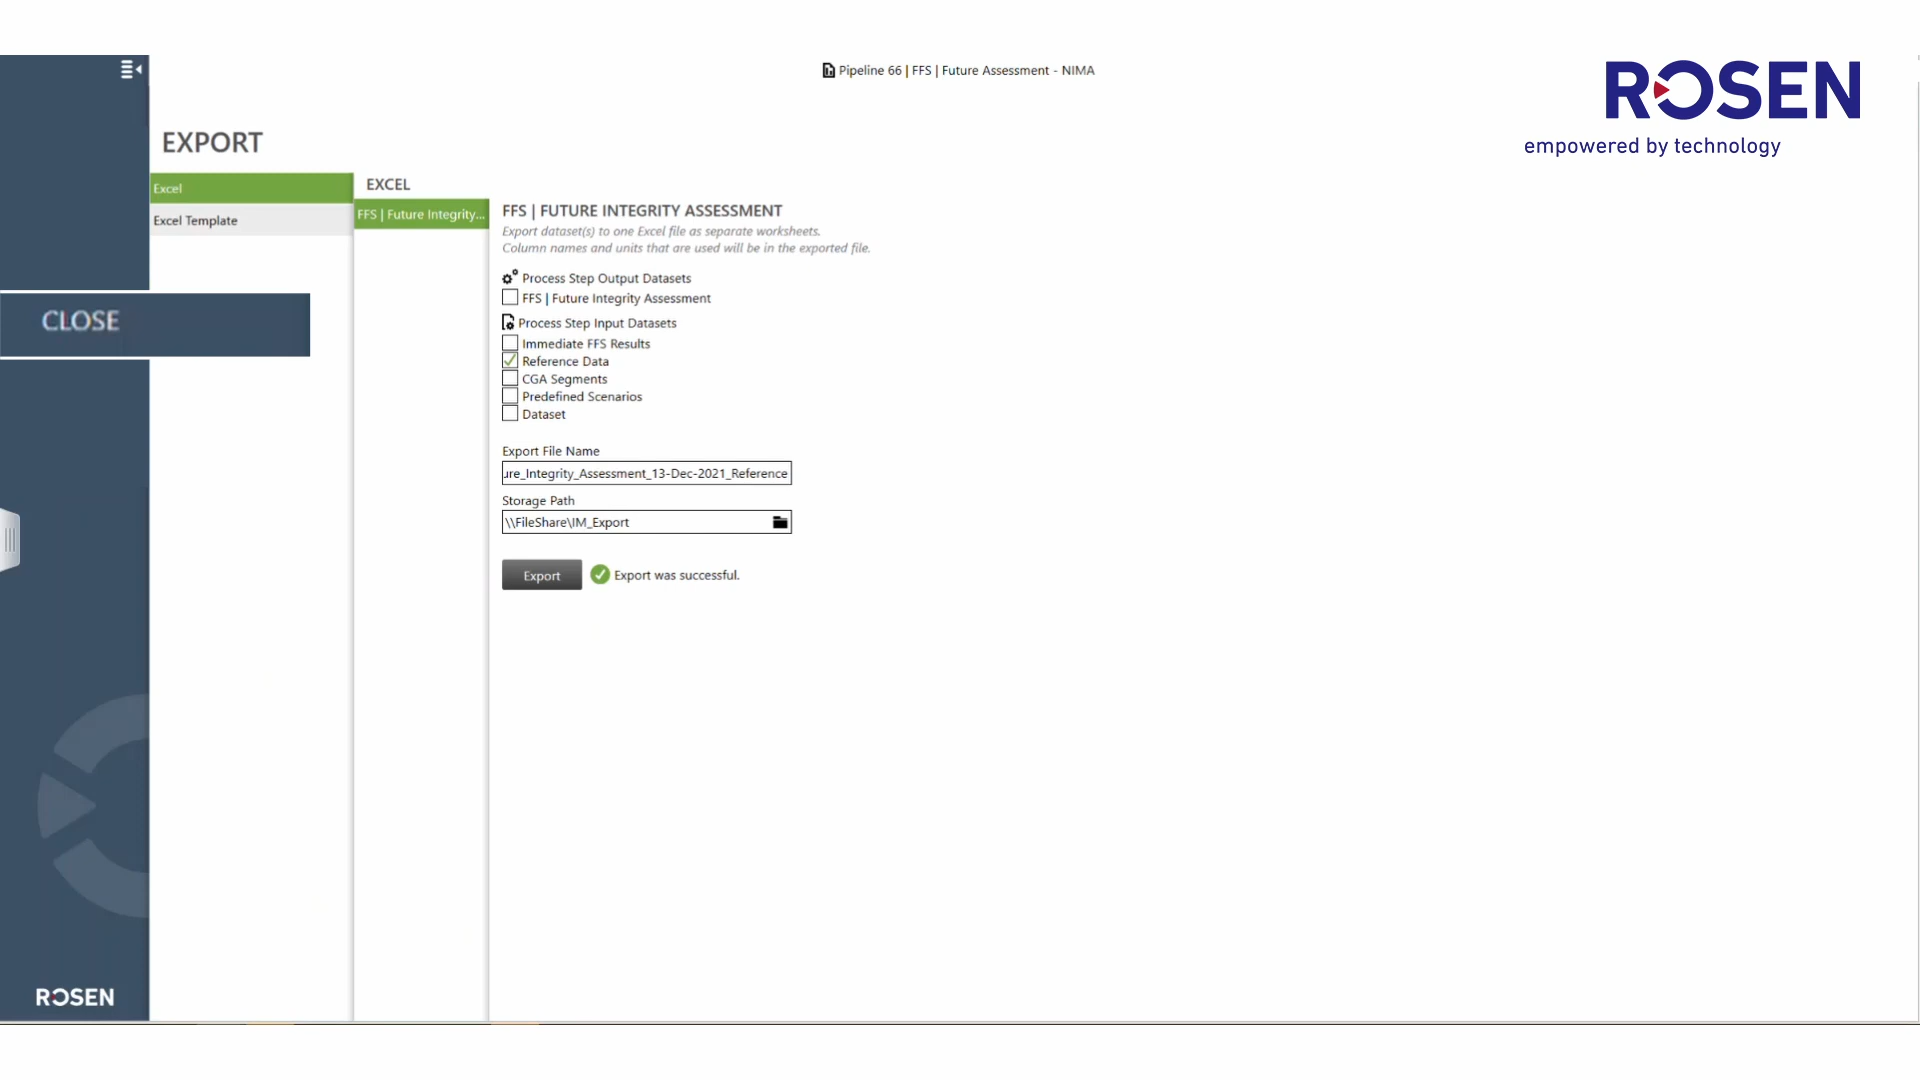 Pipeline 66 | FFS | Future Assessment - NIMA
ROSEN
empowered by technology
EXPORT
Excel
Excel Template
CLOSE
EXCEL
FFS | Future Integrity...
FFS | FUTURE INTEGRITY ASSESSMENT
Export dataset(s) to one Excel file as separate worksheets.
Column names and units that are used will be in the exported file.
Process Step Output Datasets
FFS | Future Integrity Assessment
Process Step Input Datasets
Immediate FFS Results
Reference Data
CGA Segments
Predefined Scenarios
Dataset
Export File Name
ure_Integrity_Assessment_13-Dec-2021_Reference
Storage Path
\\FileShare\IM_Export
Export
Export was successful.
ROSEN